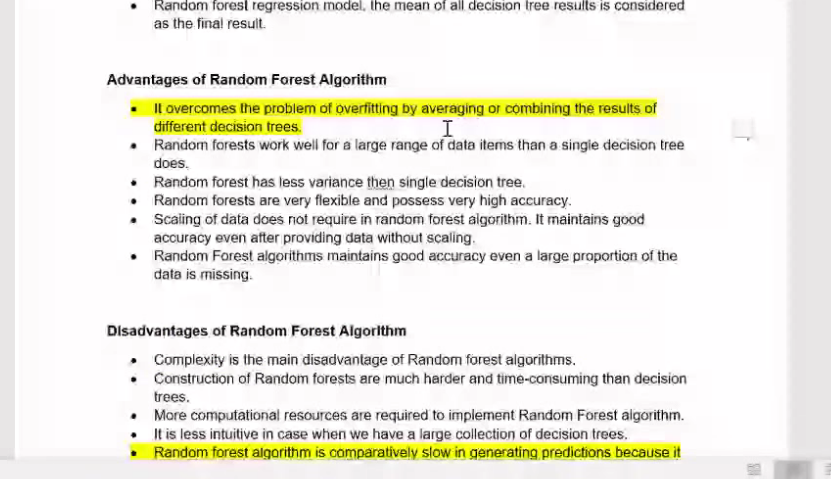 • Random forest regression model, the mean of all decision tree results is considered
as the final result.
Advantages of Random Forest Algorithm
• It overcomes the problem of overfitting by averaging or combining the results of
different decision trees.
• Random forests work well for a large range of data items than a single decision tree
does.
• Random forest has less variance then single decision tree.
• Random forests are very flexible and possess very high accuracy.
• Scaling of data does not require in random forest algorithm. It maintains good
accuracy even after providing data without scaling.
• Random Forest algorithms maintains good accuracy even a large proportion of the
data is missing.
Disadvantages of Random Forest Algorithm
• Complexity is the main disadvantage of Random forest algorithms.
• Construction of Random forests are much harder and time-consuming than decision
trees.
• More computational resources are required to implement Random Forest algorithm.
• It is less intuitive in case when we have a large collection of decision trees.
• Random forest algorithm is comparatively slow in generating predictions because it